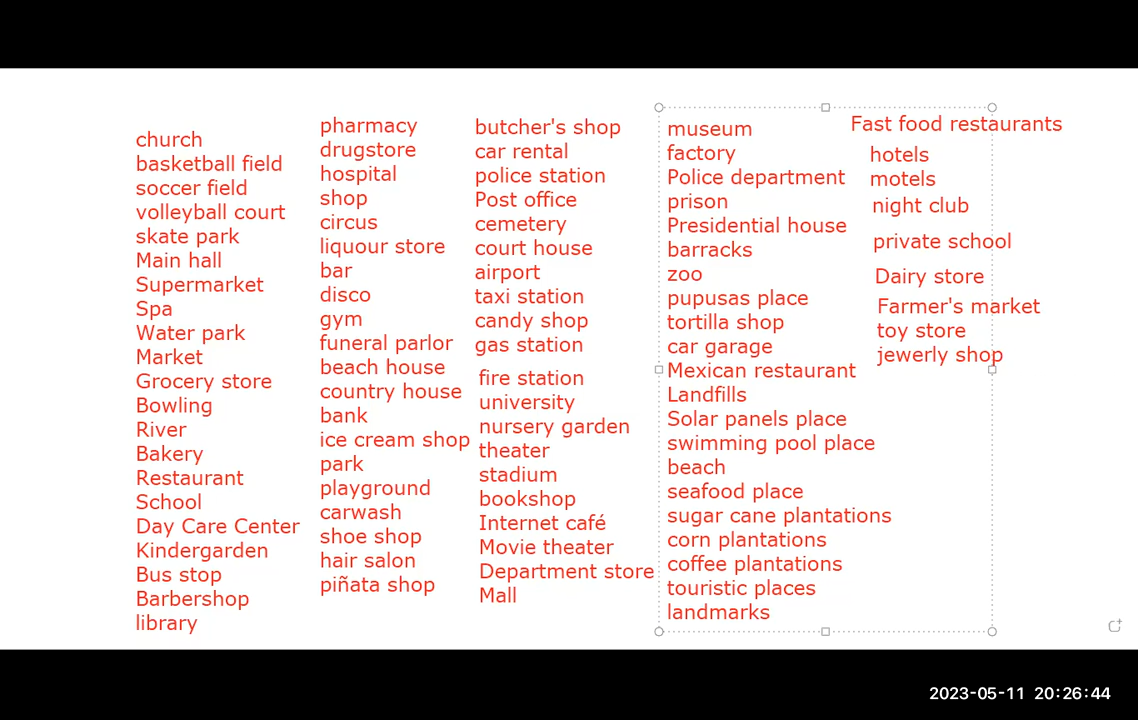 church
basketball field
soccer field
volleyball court
skate park
Main hall
Supermarket
Spa
Water park
Market
Grocery store
Bowling
River
Bakery
Restaurant
School
Day Care Center
Kindergarden
Bus stop
Barbershop
library
pharmacy
drugstore
hospital
shop
circus
liquour store
bar
disco
gym
funeral parlor
beach house
country house
bank
ice cream shop
park
playground
carwash
shoe shop
hair salon
piñata shop
butcher's shop
car rental
police station
Post office
cemetery
court house
airport
taxi station
candy shop
gas station
fire station
university
nursery garden
theater
stadium
bookshop
Internet café
Movie theater
Department store
Mall
museum
factory
Police department
prison
Presidential house
barracks
zoo
pupusas place
tortilla shop
car garage
Mexican restaurant
Landfills
Solar panels place
swimming pool place
beach
seafood place
sugar cane plantations
corn plantations
coffee plantations
touristic places
landmarks
Fast food restaurants
hotels
motels
night club
private school
Dairy store
Farmer's market
toy store
jewerly shop
2023-05-11 20:26:44